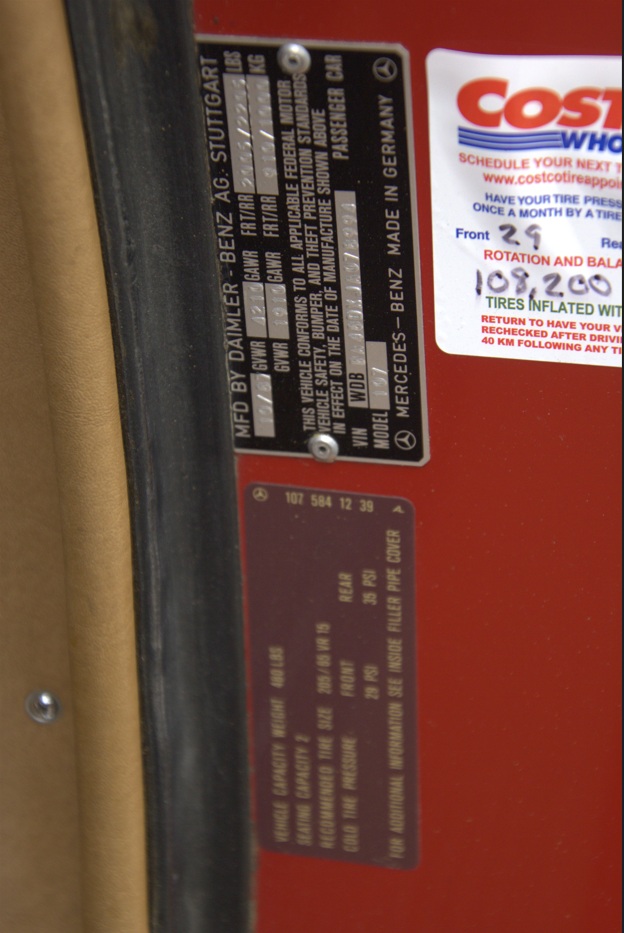 MFD BY DAIMLER-BENZ AG. STUTTGART
GVWR GAWR FRT/RR LBS
GVWR GAWR FRT/RR KG
THIS VEHICLE CONFORMS TO ALL APPLICABLE FEDERAL MOTOR
VEHICLE SAFETY, BUMPER, AND THEFT PREVENTION STANDARDS
IN EFFECT ON THE DATE OF MANUFACTURE SHOWN ABOVE
VIN WDB PASSENGER CAR
MODEL 107
MERCEDES-BENZ MADE IN GERMANY
COST
WHO
SCHEDULE YOUR NEXT T
www.costcotireappoi
HAVE YOUR TIRE PRESS
ONCE A MONTH BY A TIRE
Front 29 Rea
ROTATION AND BALA
108,200
TIRES INFLATED WIT
RETURN TO HAVE YOUR V
RECHECKED AFTER DRIVI
40 KM FOLLOWING ANY TI
107 584 12 39
VEHICLE CAPACITY WEIGHT 400 LBS
SEATING CAPACITY 2
RECOMMENDED TIRE SIZE 205/65 VR 15
FRONT REAR
COLD TIRE PRESSURE 29 PSI 35 PSI
FOR ADDITIONAL INFORMATION SEE INSIDE FILLER PIPE COVER